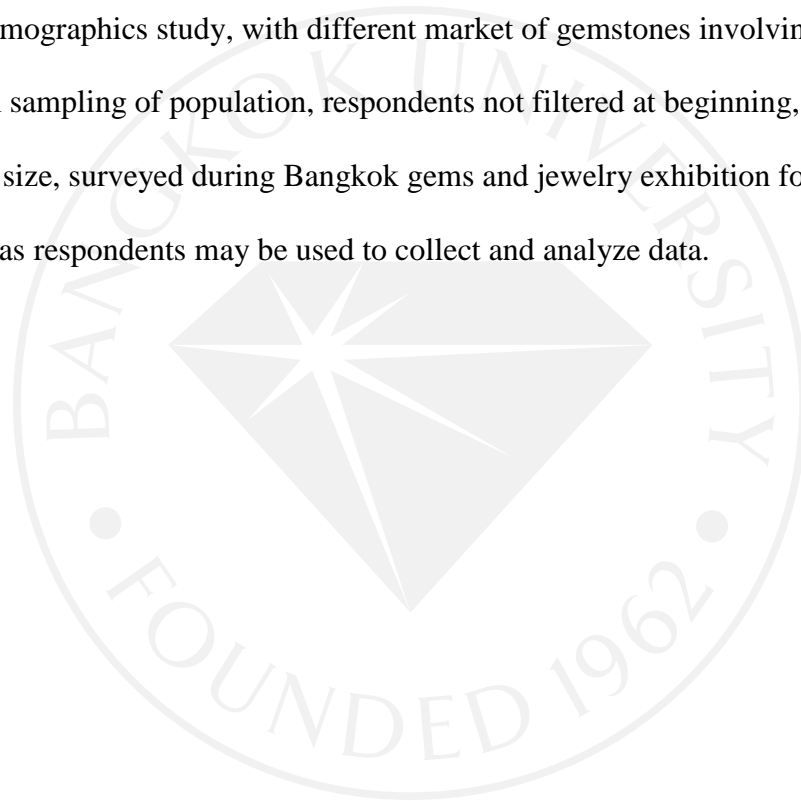 mographics study, with different market of gemstones involvin
sampling of population, respondents not filtered at beginning,
size, surveyed during Bangkok gems and jewelry exhibition fo
as respondents may be used to collect and analyze data.
BANGKOK UNIVERSITY
• FOUNDED 1962 •